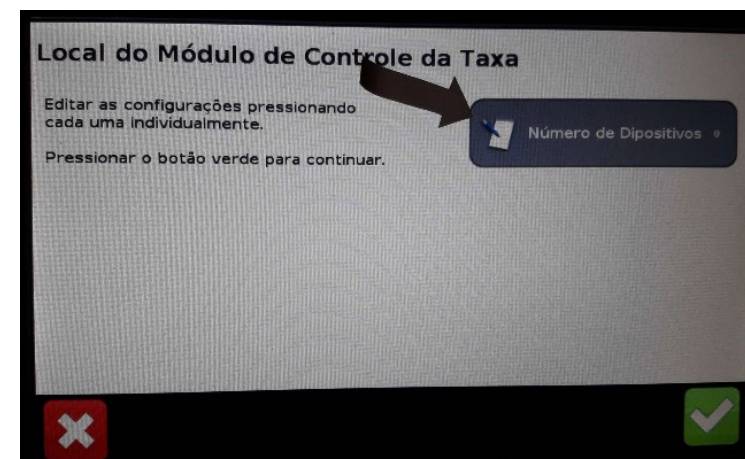 Local do Módulo de Controle da Taxa
Editar as configurações pressionando
cada uma individualmente.
Número de Dipositivos 0
Pressionar o botão verde para continuar.